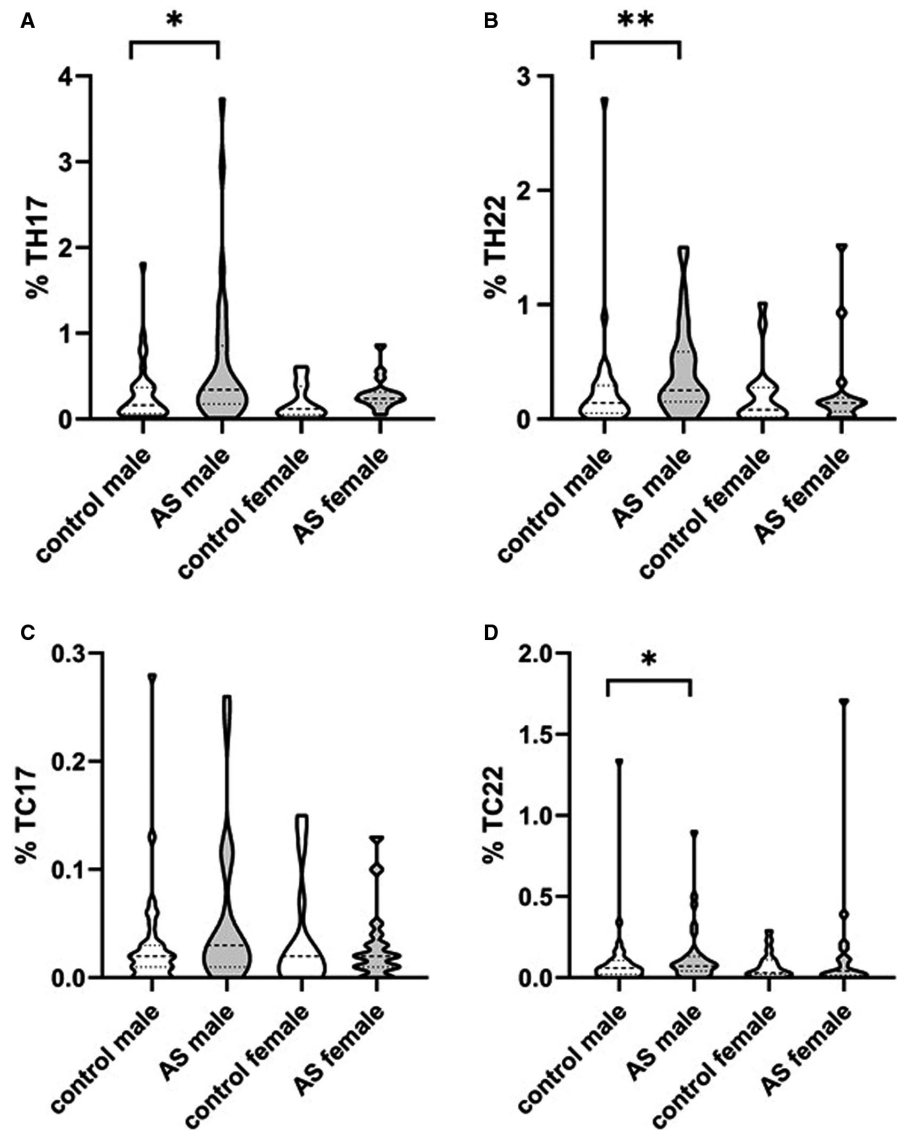 A
*
% TH17
4
3
2
1
0
control male
AS male
control female
AS female
B
**
% TH22
3
2
1
0
control male
AS male
control female
AS female
C
% TC17
0.3
0.2
0.1
0.0
control male
AS male
control female
AS female
D
*
% TC22
2.0
1.5
1.0
0.5
0.0
control male
AS male
control female
AS female